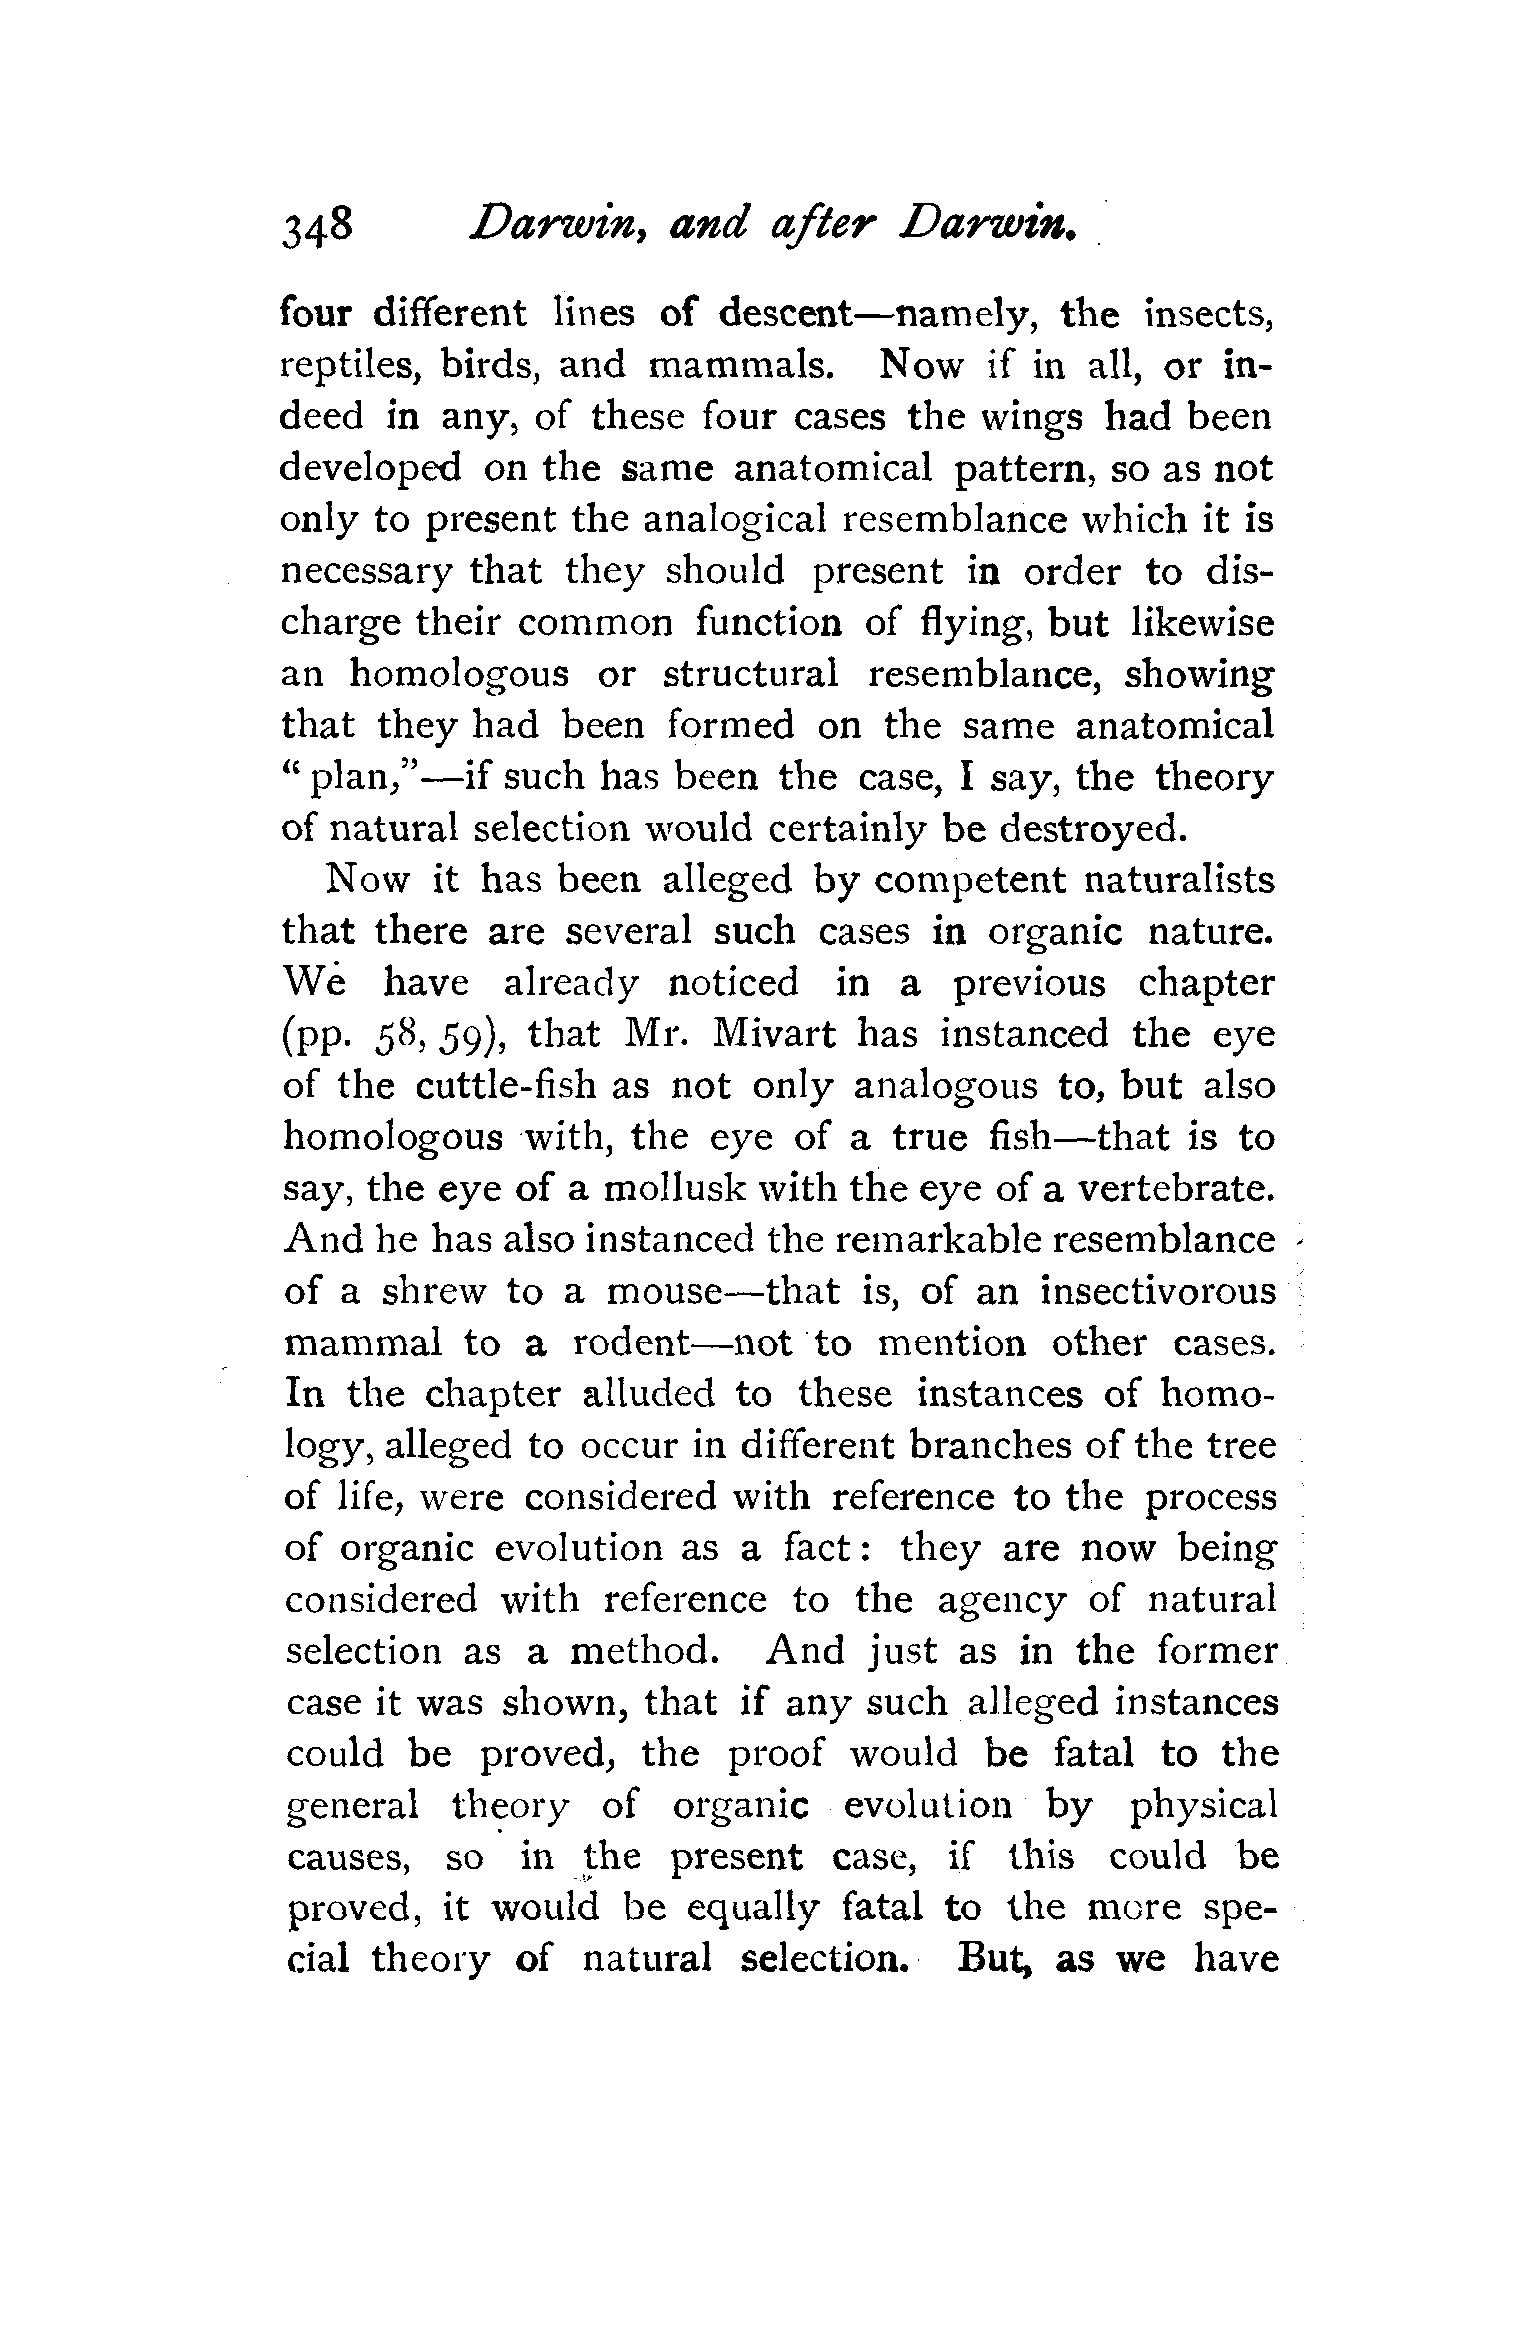 348 Darwin, and after Darwin.
four different lines of descent—namely, the insects,
reptiles, birds, and mammals. Now if in all, or in-
deed in any, of these four cases the wings had been
developed on the same anatomical pattern, so as not
only to present the analogical resemblance which it is
necessary that they should present in order to dis-
charge their common function of flying, but likewise
an homologous or structural resemblance, showing
that they had been formed on the same anatomical
“plan,”—if such has been the case, I say, the theory
of natural selection would certainly be destroyed.
Now it has been alleged by competent naturalists
that there are several such cases in organic nature.
We have already noticed in a previous chapter
(pp. 58, 59), that Mr. Mivart has instanced the eye
of the cuttle-fish as not only analogous to, but also
homologous with, the eye of a true fish—that is to
say, the eye of a mollusk with the eye of a vertebrate.
And he has also instanced the remarkable resemblance
of a shrew to a mouse—that is, of an insectivorous
mammal to a rodent—not to mention other cases.
In the chapter alluded to these instances of homo-
logy, alleged to occur in different branches of the tree
of life, were considered with reference to the process
of organic evolution as a fact: they are now being
considered with reference to the agency of natural
selection as a method. And just as in the former
case it was shown, that if any such alleged instances
could be proved, the proof would be fatal to the
general theory of organic evolution by physical
causes, so in the present case, if this could be
proved, it would be equally fatal to the more spe-
cial theory of natural selection. But, as we have